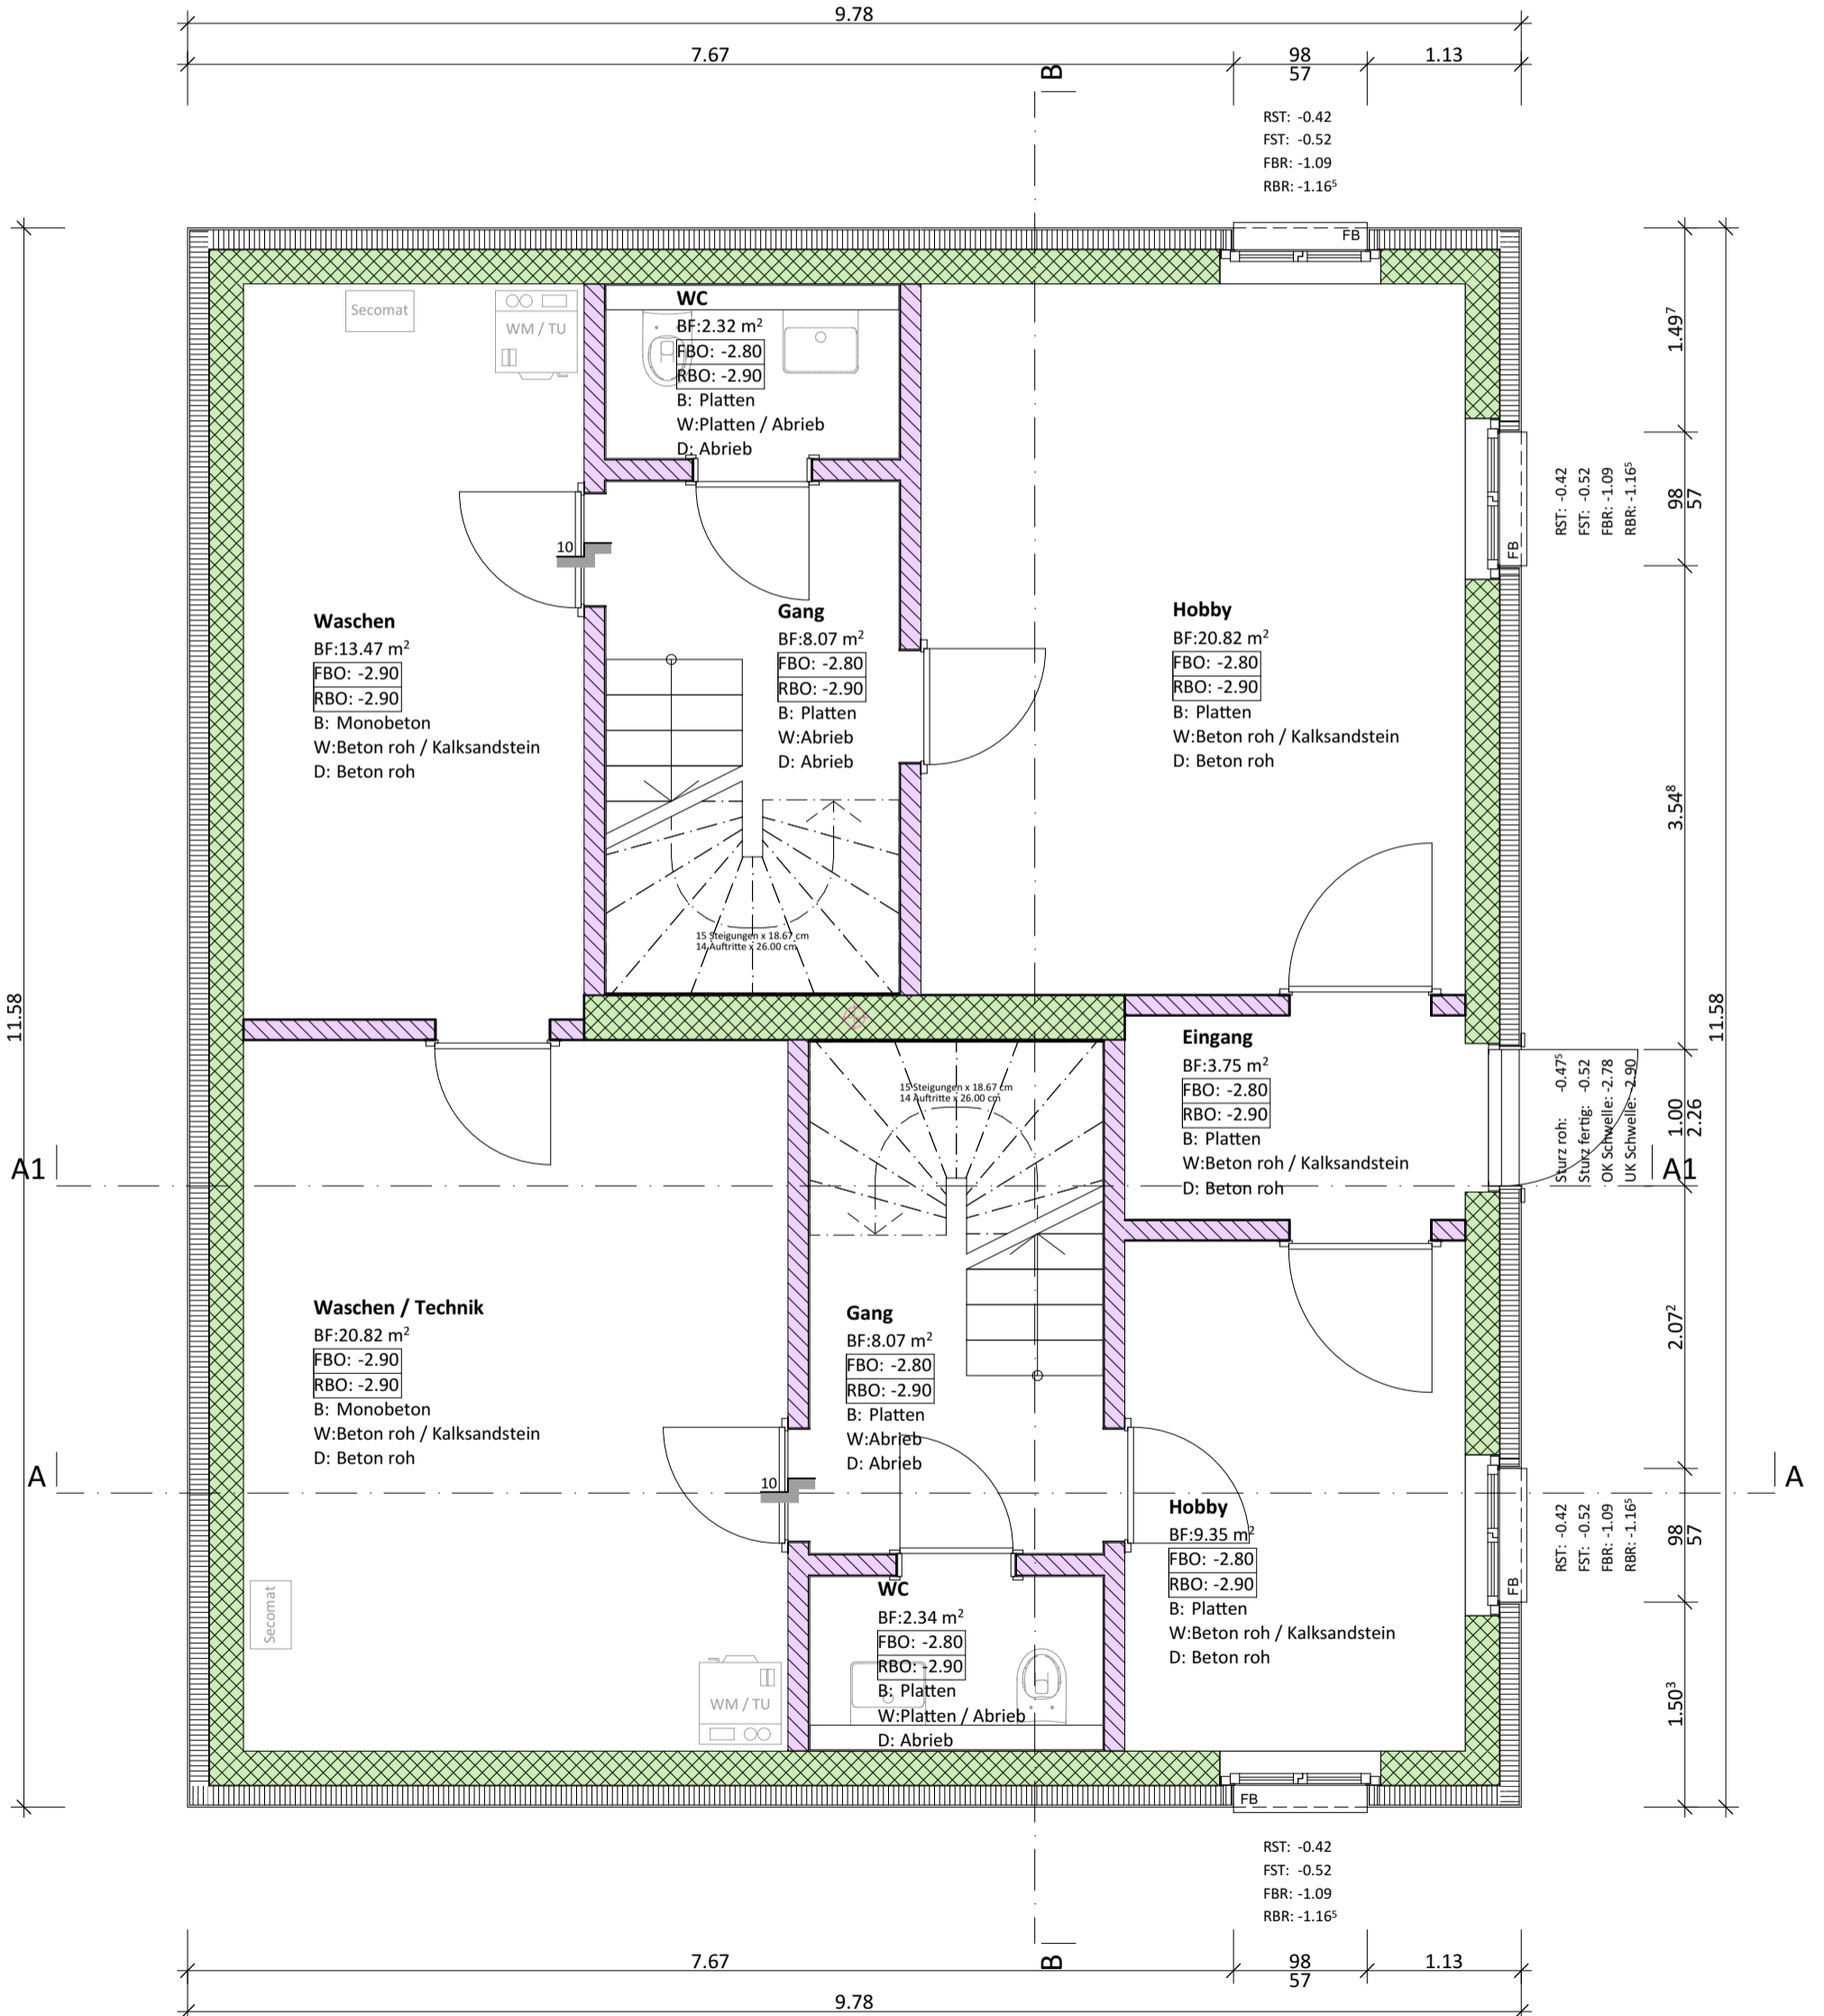 9.78
7.67
98
57
1.13
B
RST: -0.42
FST: -0.52
FBR: -1.09
RBR: -1.16⁵
FB
Secomat
WM / TU
WC
BF:2.32 m²
FBO: -2.80
RBO: -2.90
B: Platten
W:Platten / Abrieb
D: Abrieb
1.49⁷
RST: -0.42
FST: -0.52
FBR: -1.09
RBR: -1.16⁵
98
57
FB
10
Waschen
BF:13.47 m²
FBO: -2.90
RBO: -2.90
B: Monobeton
W:Beton roh / Kalksandstein
D: Beton roh
Gang
BF:8.07 m²
FBO: -2.80
RBO: -2.90
B: Platten
W:Abrieb
D: Abrieb
Hobby
BF:20.82 m²
FBO: -2.80
RBO: -2.90
B: Platten
W:Beton roh / Kalksandstein
D: Beton roh
3.54⁸
15 Steigungen x 18.67 cm
14 Auftritte x 26.00 cm
11.58
11.58
Eingang
BF:3.75 m²
FBO: -2.80
RBO: -2.90
B: Platten
W:Beton roh / Kalksandstein
D: Beton roh
15 Steigungen x 18.67 cm
14 Auftritte x 26.00 cm
Sturz roh: -0.47⁵
Sturz fertig: -0.52
OK Schwelle: -2.78
UK Schwelle: -2.90
1.00
2.26
A1
A1
Waschen / Technik
BF:20.82 m²
FBO: -2.90
RBO: -2.90
B: Monobeton
W:Beton roh / Kalksandstein
D: Beton roh
Gang
BF:8.07 m²
FBO: -2.80
RBO: -2.90
B: Platten
W:Abrieb
D: Abrieb
2.07²
A
A
10
Hobby
BF:9.35 m²
FBO: -2.80
RBO: -2.90
B: Platten
W:Beton roh / Kalksandstein
D: Beton roh
RST: -0.42
FST: -0.52
FBR: -1.09
RBR: -1.16⁵
98
57
FB
Secomat
WM / TU
WC
BF:2.34 m²
FBO: -2.80
RBO: -2.90
B: Platten
W:Platten / Abrieb
D: Abrieb
1.50³
FB
RST: -0.42
FST: -0.52
FBR: -1.09
RBR: -1.16⁵
7.67
B
98
57
1.13
9.78